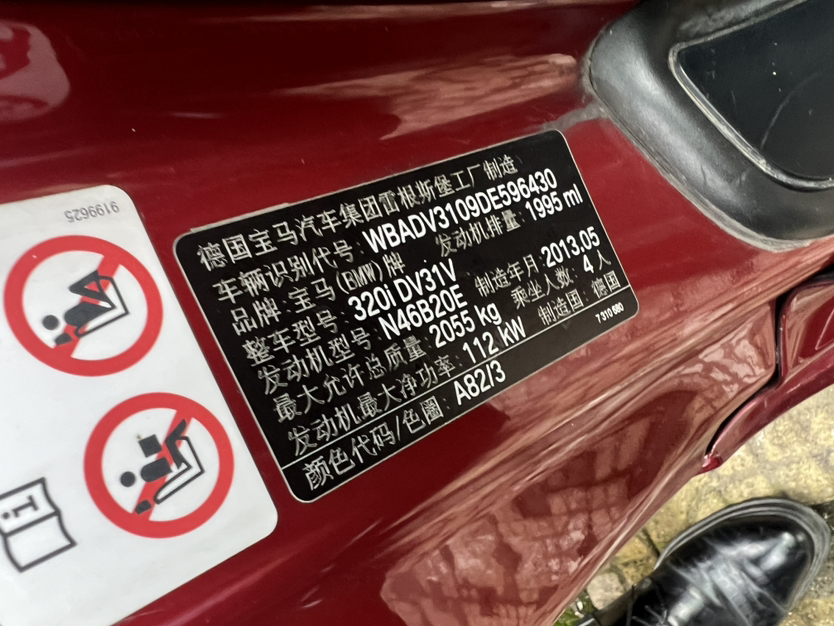 9199625
德国宝马汽车集团雷根斯堡工厂制造
车辆识别代号: WBADV3109DE596430
品牌: 宝马(BMW)牌 发动机排量: 1995 ml
整车型号: 320i DV31V
发动机型号: N46B20E 制造年月: 2013.05
最大允许总质量: 2055 kg 乘坐人数: 4 人
发动机最大净功率: 112 kW 制造国: 德国
颜色代码/色圈: A82/3
7 310 680